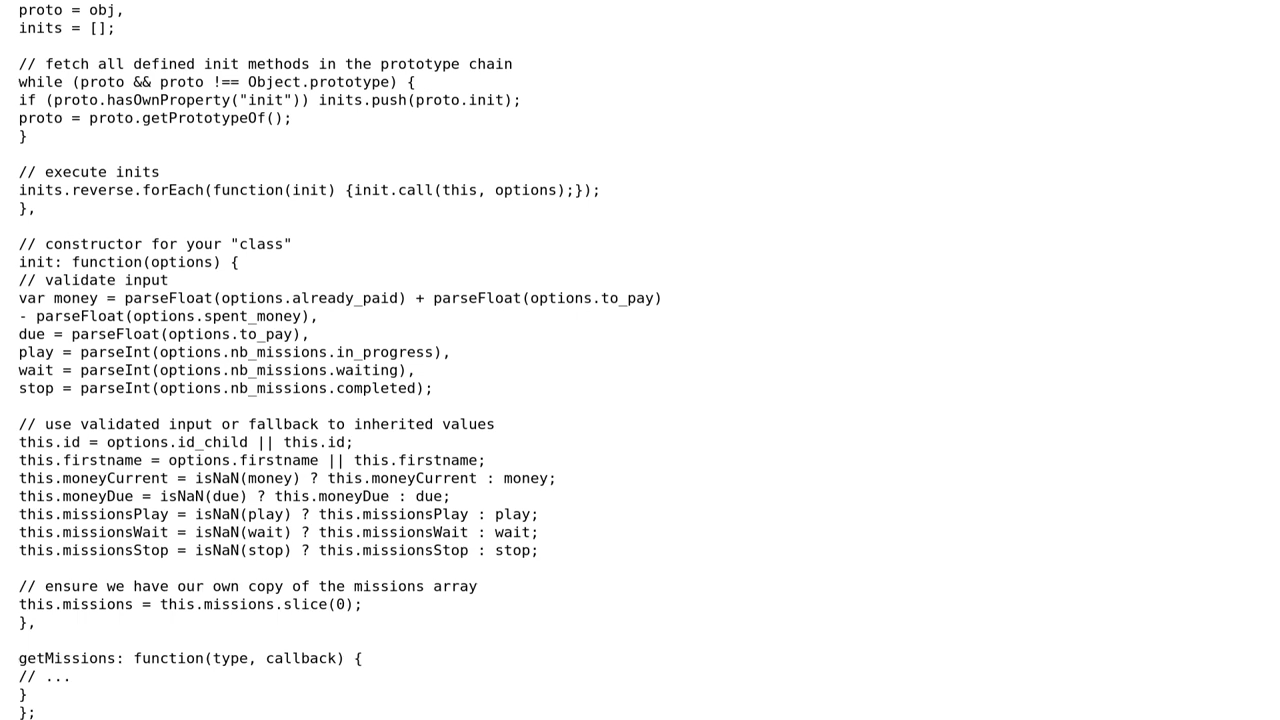 proto = obj,
inits = [];

// fetch all defined init methods in the prototype chain
while (proto && proto !== Object.prototype) {
if (proto.hasOwnProperty("init")) inits.push(proto.init);
proto = proto.getPrototypeOf();
}

// execute inits
inits.reverse.forEach(function(init) {init.call(this, options);});
},

// constructor for your "class"
init: function(options) {
// validate input
var money = parseFloat(options.already_paid) + parseFloat(options.to_pay)
- parseFloat(options.spent_money),
due = parseFloat(options.to_pay),
play = parseInt(options.nb_missions.in_progress),
wait = parseInt(options.nb_missions.waiting),
stop = parseInt(options.nb_missions.completed);

// use validated input or fallback to inherited values
this.id = options.id_child || this.id;
this.firstname = options.firstname || this.firstname;
this.moneyCurrent = isNaN(money) ? this.moneyCurrent : money;
this.moneyDue = isNaN(due) ? this.moneyDue : due;
this.missionsPlay = isNaN(play) ? this.missionsPlay : play;
this.missionsWait = isNaN(wait) ? this.missionsWait : wait;
this.missionsStop = isNaN(stop) ? this.missionsStop : stop;

// ensure we have our own copy of the missions array
this.missions = this.missions.slice(0);
},

getMissions: function(type, callback) {
// ...
}
};